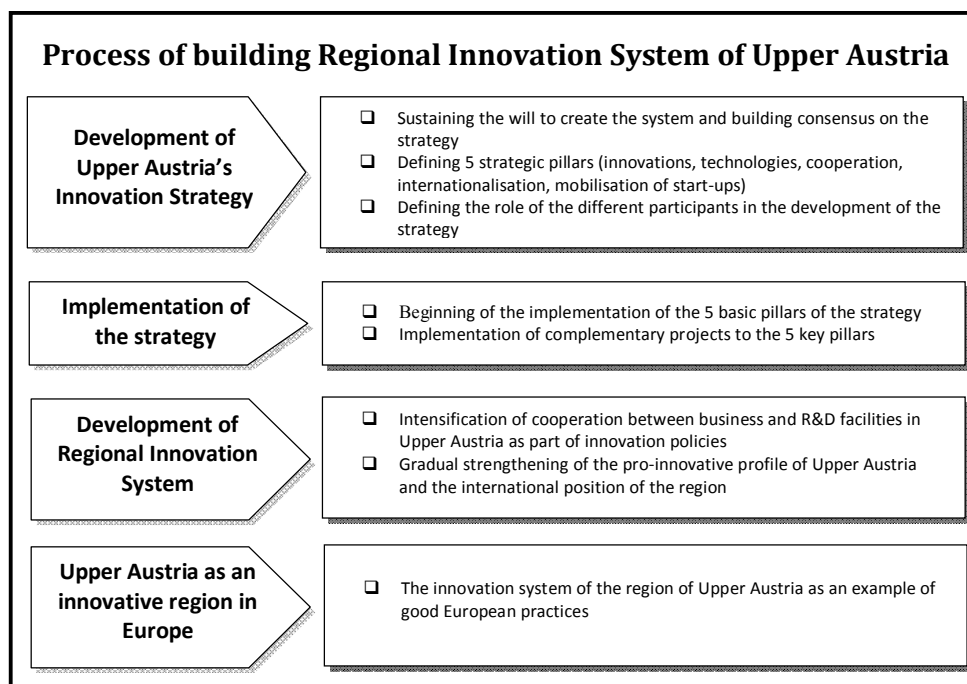 Process of building Regional Innovation System of Upper Austria
Development of
Upper Austria's
Innovation Strategy
Sustaining the will to create the system and building consensus on the
strategy
Defining 5 strategic pillars (innovations, technologies, cooperation,
internationalisation, mobilisation of start-ups)
Defining the role of the different participants in the development of the
strategy
Implementation of
the strategy
Beginning of the implementation of the 5 basic pillars of the strategy
Implementation of complementary projects to the 5 key pillars
Development of
Regional Innovation
System
Intensification of cooperation between business and R&D facilities in
Upper Austria as part of innovation policies
Gradual strengthening of the pro-innovative profile of Upper Austria
and the international position of the region
Upper Austria as an
innovative region in
Europe
The innovation system of the region of Upper Austria as an example of
good European practices